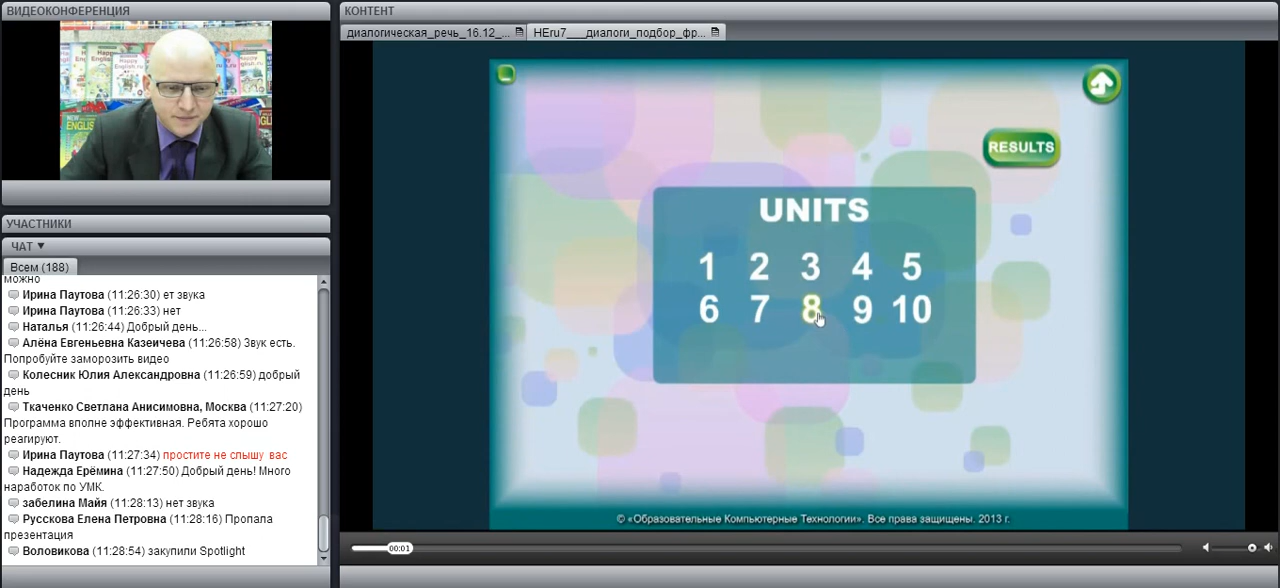 ВИДЕОКОНФЕРЕНЦИЯ
Happy
English.ru
NEW
ENGLISH
УЧАСТНИКИ
ЧАТ ▼
Всем (188)
можно
Ирина Паутова (11:26:30) ет звука
Ирина Паутова (11:26:33) нет
Наталья (11:26:44) Добрый день...
Алёна Евгеньевна Казеичева (11:26:58) Звук есть.
Попробуйте заморозить видео
Колесник Юлия Александровна (11:26:59) добрый
день
Ткаченко Светлана Анисимовна, Москва (11:27:20)
Программа вполне эффективная. Ребята хорошо
реагируют.
Ирина Паутова (11:27:34) простите не слышу вас
Надежда Ерёмина (11:27:50) Добрый день! Много
наработок по УМК.
забелина Майя (11:28:13) нет звука
Русскова Елена Петровна (11:28:16) Пропала
презентация
Воловикова (11:28:54) закупили Spotlight
КОНТЕНТ
диалогическая_речь_16.12_... HEru7___диалоги_подбор_фр...
RESULTS
UNITS
1 2 3 4 5
6 7 8 9 10
© «Образовательные Компьютерные Технологии». Все права защищены. 2013 г.
00:01